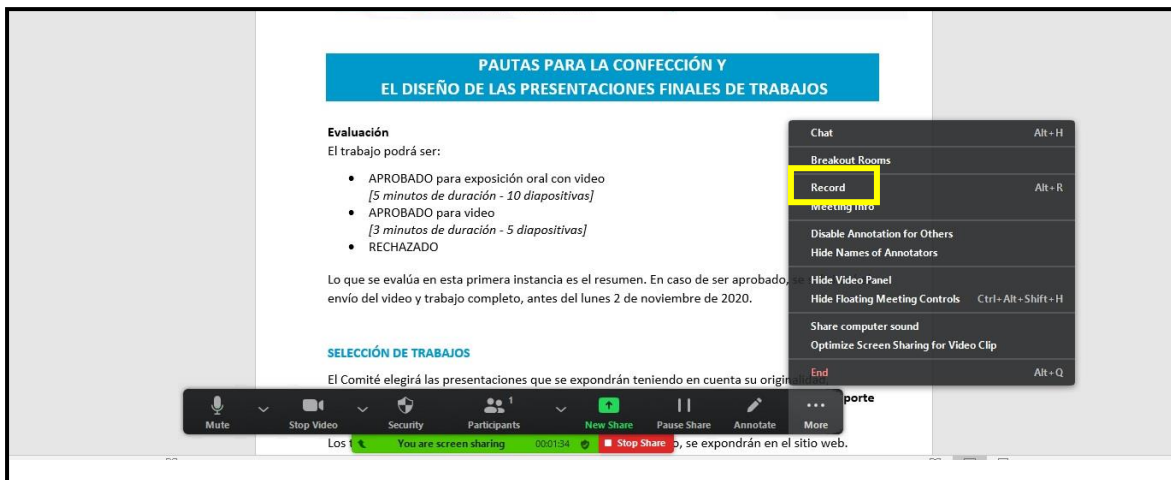 PAUTAS PARA LA CONFECCIÓN Y
EL DISEÑO DE LAS PRESENTACIONES FINALES DE TRABAJOS
Evaluación
El trabajo podrá ser:
• APROBADO para exposición oral con video
[5 minutos de duración - 10 diapositivas]
• APROBADO para video
[3 minutos de duración - 5 diapositivas]
• RECHAZADO
Lo que se evalúa en esta primera instancia es el resumen. En caso de ser aprobado,
envío del video y trabajo completo, antes del lunes 2 de noviembre de 2020.
SELECCIÓN DE TRABAJOS
El Comité elegirá las presentaciones que se expondrán teniendo en cuenta su
porte
Los
o, se expondrán en el sitio web.
Chat Alt+H
Breakout Rooms
Record Alt+R
Meeting Info
Disable Annotation for Others
Hide Names of Annotators
Hide Video Panel
Hide Floating Meeting Controls Ctrl+Alt+Shift+H
Share computer sound
Optimize Screen Sharing for Video Clip
End Alt+Q
Mute Stop Video Security Participants 1 New Share Pause Share Annotate More
You are screen sharing 00:01:34 Stop Share